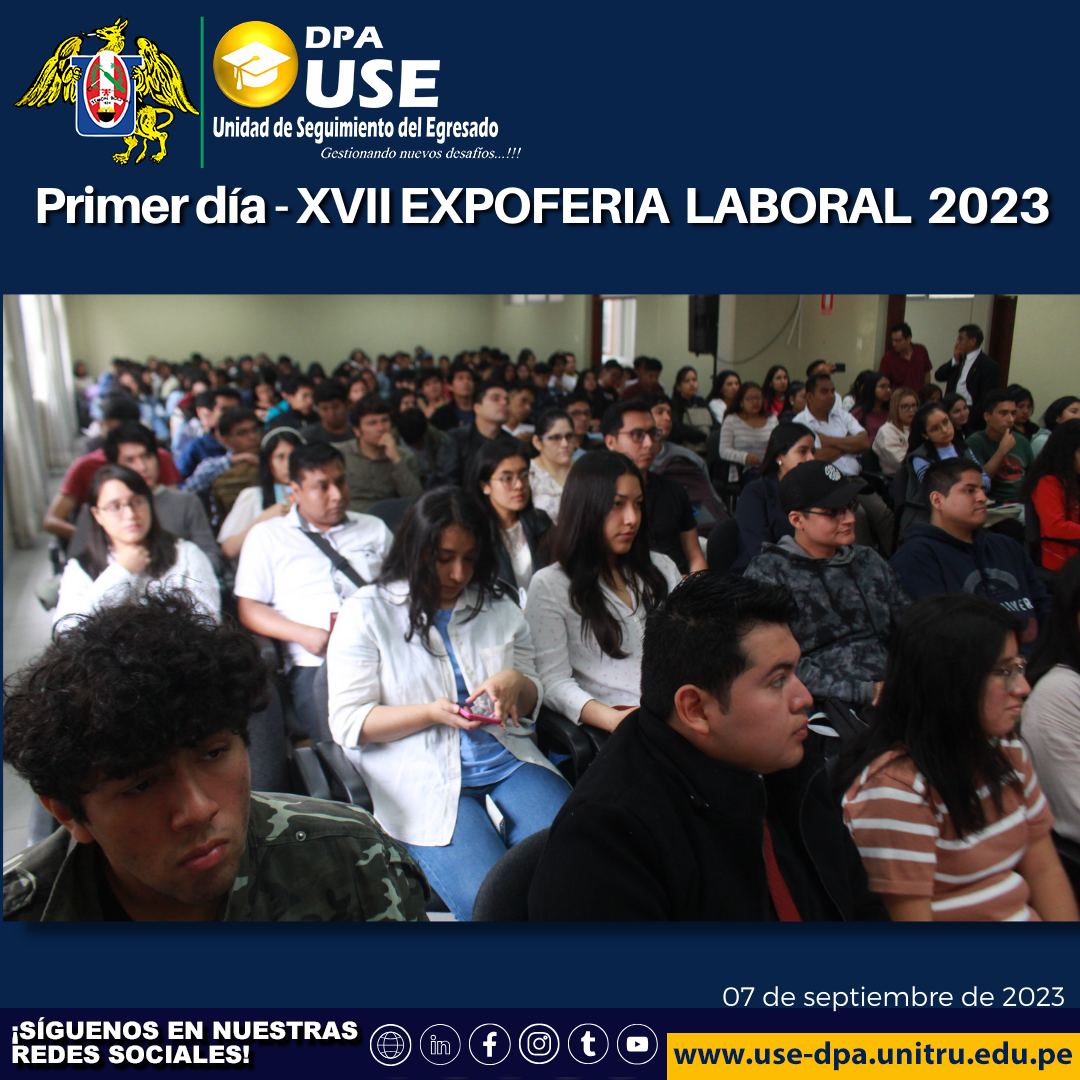 DPA
USE
Unidad de Seguimiento del Egresado
Gestionando nuevos desafíos...!!!
Primer día - XVII EXPOFERIA LABORAL 2023
07 de septiembre de 2023
¡SÍGUENOS EN NUESTRAS
REDES SOCIALES!
www.use-dpa.unitru.edu.pe